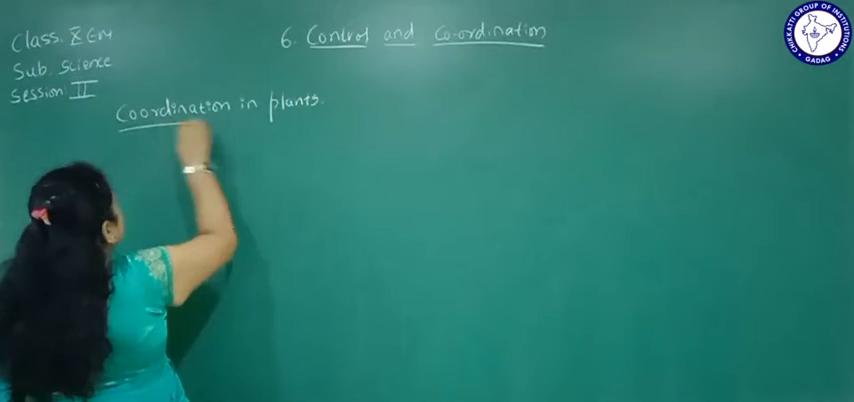 Class. X EM
Sub. Science
Session: II
6. Control and Co-ordination
Coordination in plants.
CHIKKATTI GROUP OF INSTITUTIONS
GADAG